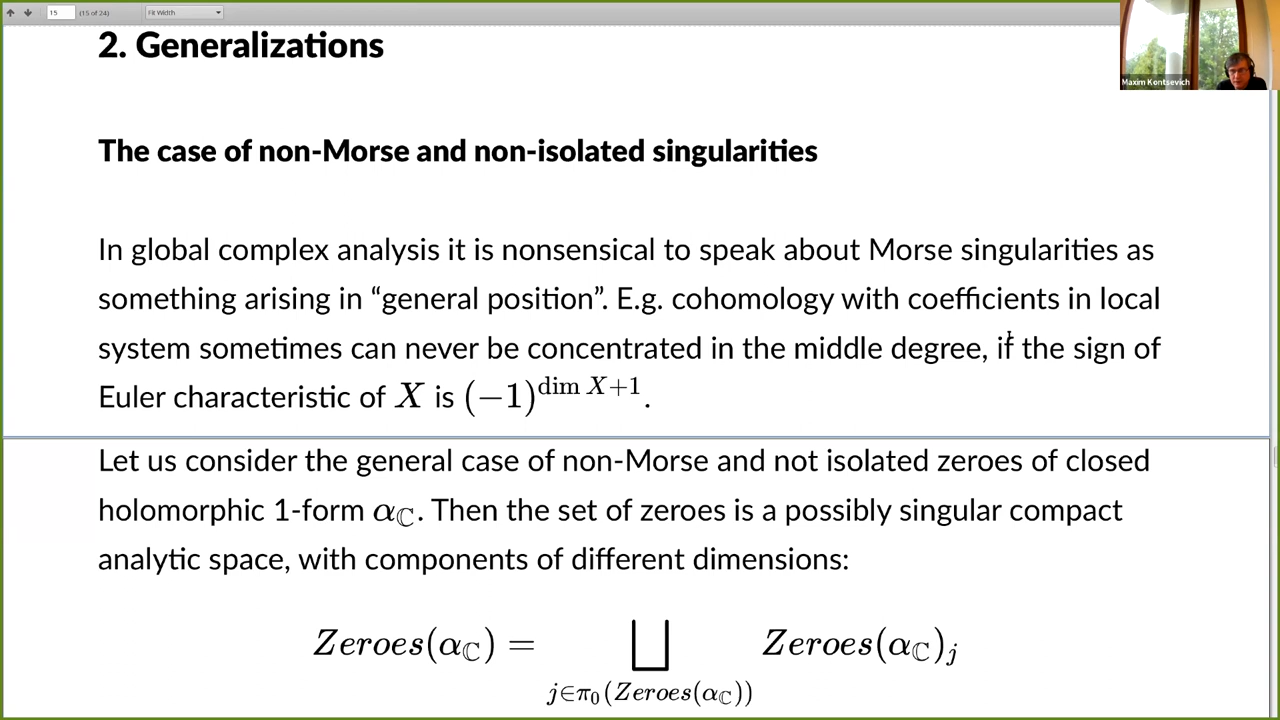 15 (15 of 24) Fit Width
Maxim Kontsevich
2. Generalizations
The case of non-Morse and non-isolated singularities
In global complex analysis it is nonsensical to speak about Morse singularities as
something arising in “general position”. E.g. cohomology with coefficients in local
system sometimes can never be concentrated in the middle degree, if the sign of
Euler characteristic of X is (−1)^{dim X+1}.
Let us consider the general case of non-Morse and not isolated zeroes of closed
holomorphic 1-form α_ℂ. Then the set of zeroes is a possibly singular compact
analytic space, with components of different dimensions:
Zeroes(α_ℂ) = ⨆_{j∈π₀(Zeroes(α_ℂ))} Zeroes(α_ℂ)_j